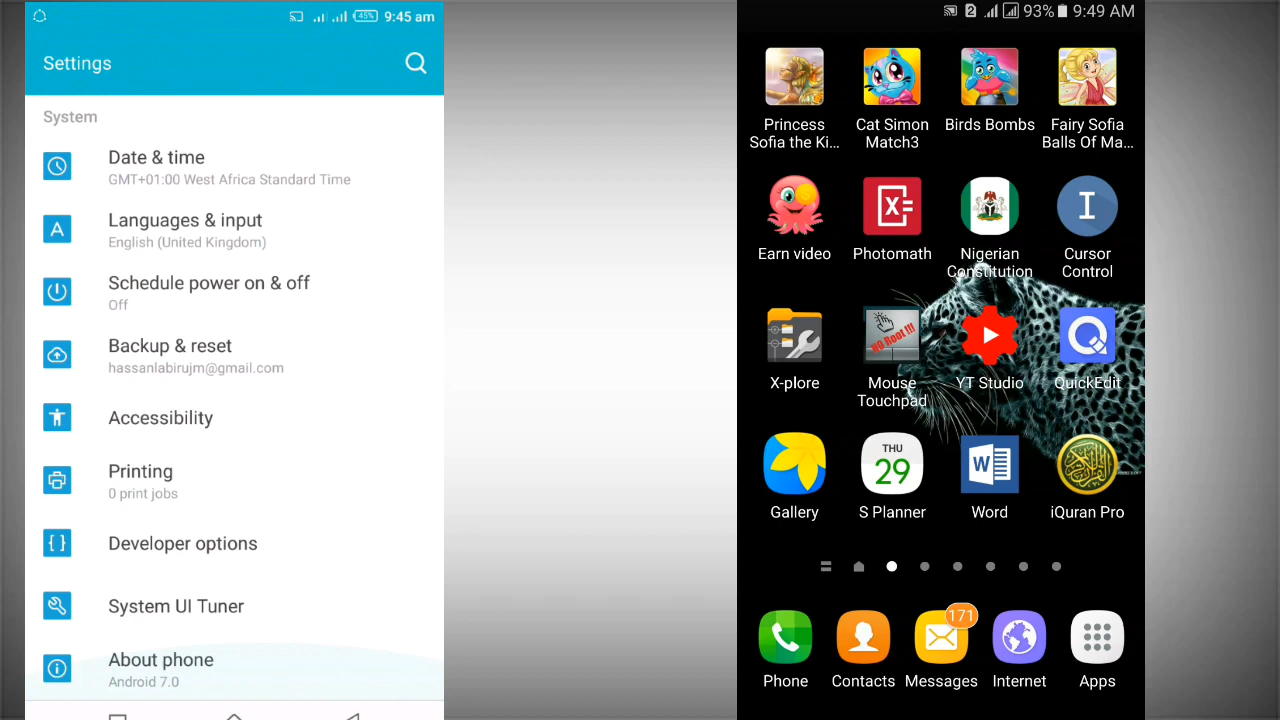 45% 9:45 am
Settings
System
Date & time
GMT+01:00 West Africa Standard Time
Languages & input
English (United Kingdom)
Schedule power on & off
Off
Backup & reset
hassanlabirujm@gmail.com
Accessibility
Printing
0 print jobs
Developer options
System UI Tuner
About phone
Android 7.0
2 93% 9:49 AM
Princess Cat Simon Birds Bombs Fairy Sofia
Sofia the Ki... Match3 Balls Of Ma...
Earn video Photomath Nigerian Cursor
Constitution Control
NO Root !!!
X-plore Mouse YT Studio QuickEdit
Touchpad
THU
29
Gallery S Planner Word iQuran Pro
171
Phone Contacts Messages Internet Apps